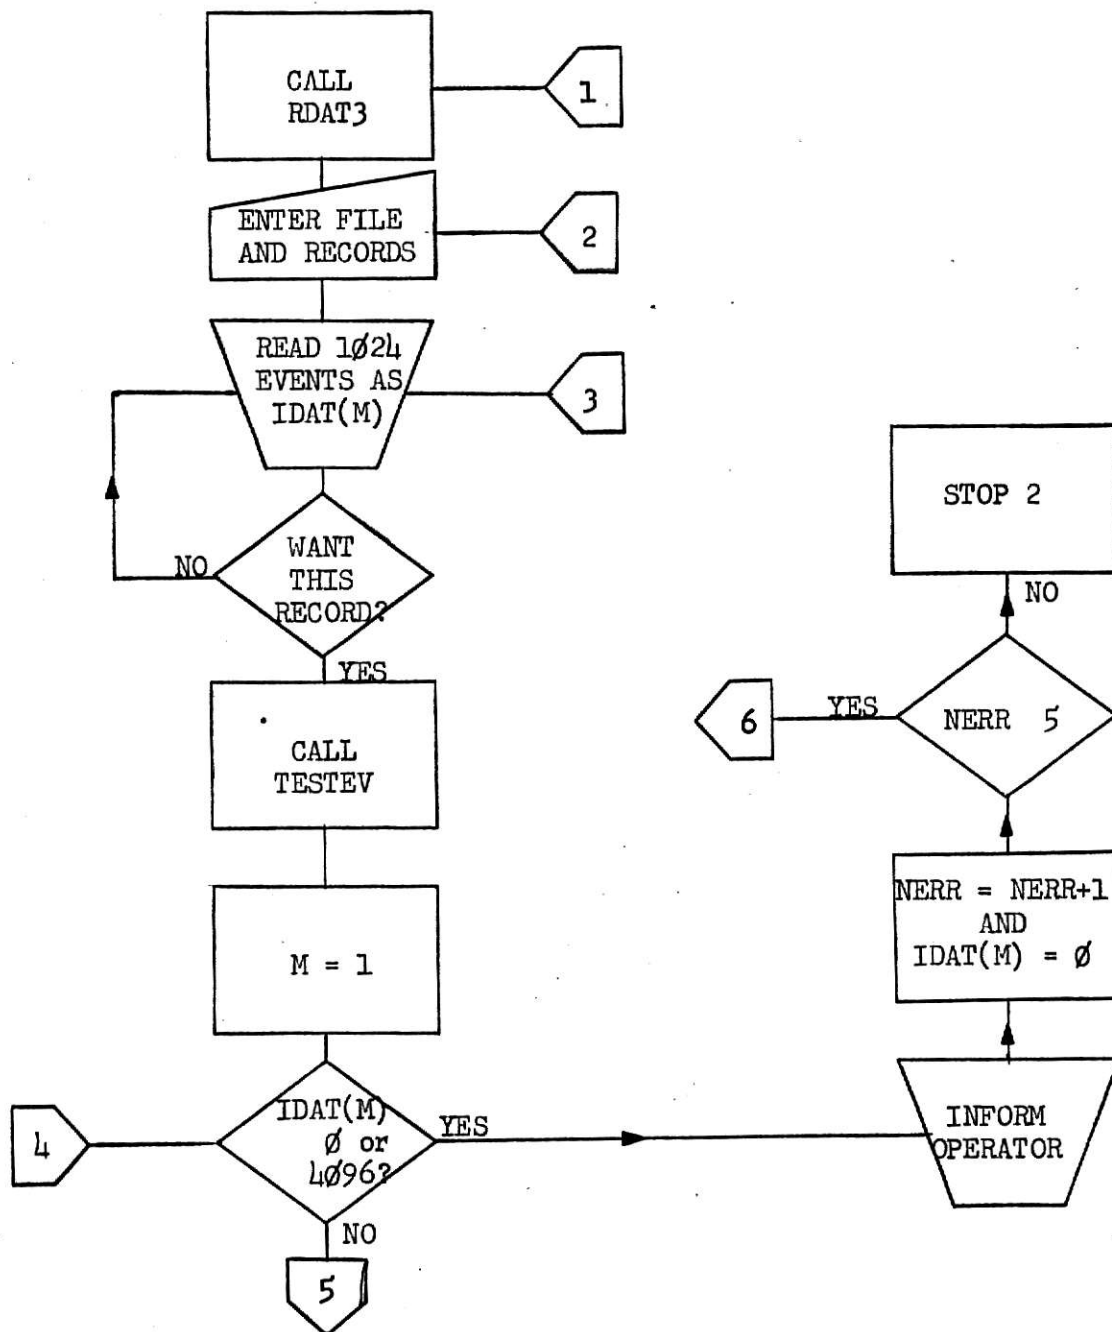 CALL
RDAT3
1
ENTER FILE
AND RECORDS
2
READ 1Ø24
EVENTS AS
IDAT(M)
3
WANT
THIS
RECORD?
NO
YES
CALL
TESTEV
M = 1
IDAT(M)
Ø or
4Ø96?
4
YES
NO
5
INFORM
OPERATOR
NERR = NERR+1
AND
IDAT(M) = Ø
NERR 5
YES
6
NO
STOP 2